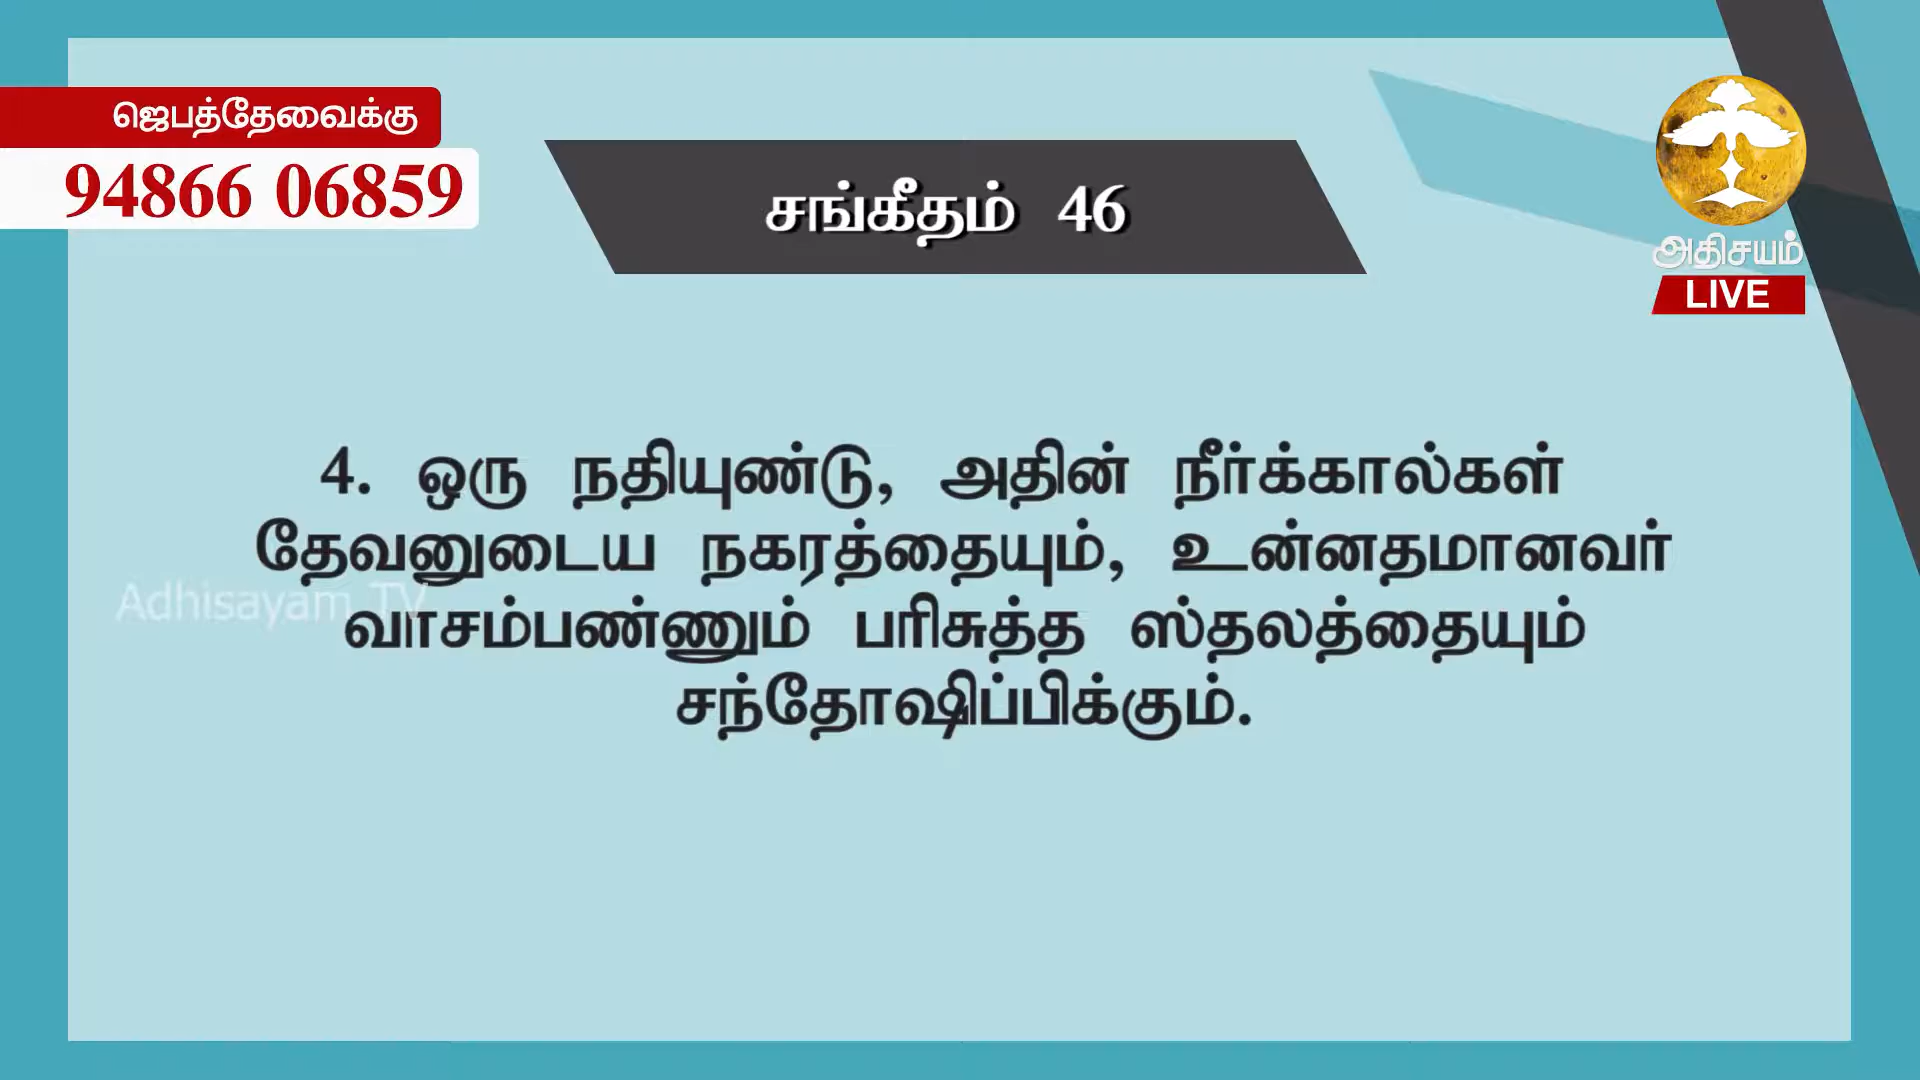 ஜெபத்தேவைக்கு
94866 06859
சங்கீதம் 46
அதிசயம்
LIVE
4. ஒரு நதியுண்டு, அதின் நீர்க்கால்கள்
தேவனுடைய நகரத்தையும், உன்னதமானவர்
Adhisayam TV
வாசம்பண்ணும் பரிசுத்த ஸ்தலத்தையும்
சந்தோஷிப்பிக்கும்.